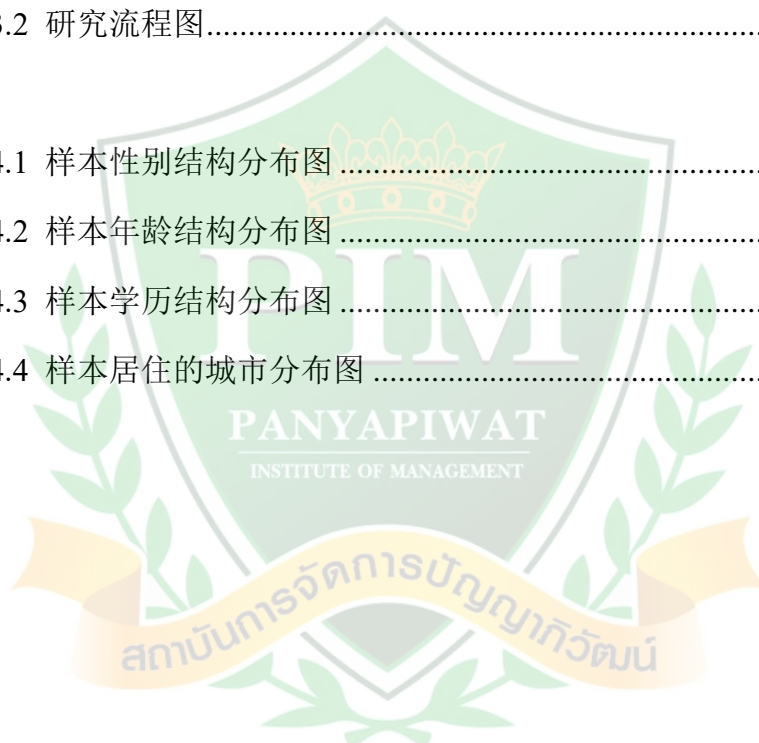 3.2 研究流程图........................................................................
4.1 样本性别结构分布图........................................................
4.2 样本年龄结构分布图........................................................
4.3 样本学历结构分布图........................................................
4.4 样本居住的城市分布图....................................................
PIM
PANYAPIWAT
INSTITUTE OF MANAGEMENT
สถาบันการจัดการปัญญาภิวัฒน์